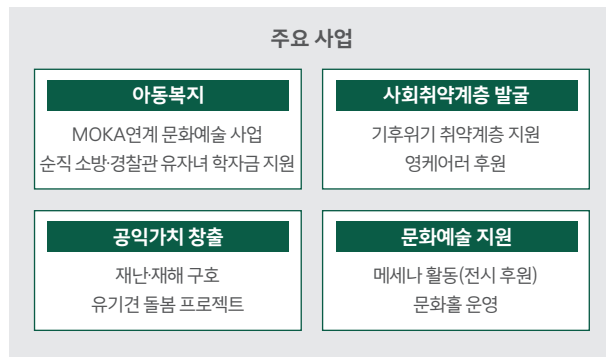 주요 사업
아동복지
MOKA연계 문화예술 사업
순직 소방·경찰관 유자녀 학자금 지원
사회취약계층 발굴
기후위기 취약계층 지원
영케어러 후원
공익가치 창출
재난·재해 구호
유기견 돌봄 프로젝트
문화예술 지원
메세나 활동(전시 후원)
문화홀 운영